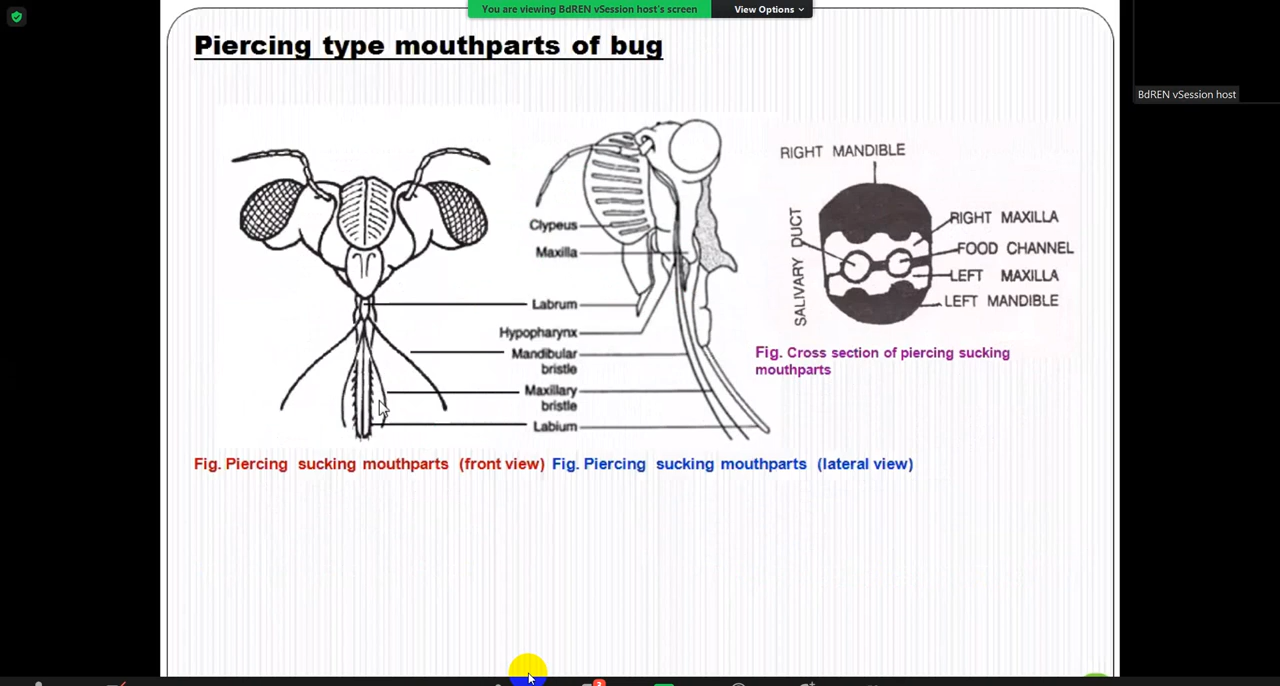 You are viewing BdREN vSession host's screen
View Options
BdREN vSession host
Piercing type mouthparts of bug
Clypeus
Maxilla
Labrum
Hypopharynx
Mandibular
bristle
Maxillary
bristle
Labium
RIGHT MANDIBLE
SALIVARY DUCT
RIGHT MAXILLA
FOOD CHANNEL
LEFT MAXILLA
LEFT MANDIBLE
Fig. Cross section of piercing sucking
mouthparts
Fig. Piercing sucking mouthparts (front view)
Fig. Piercing sucking mouthparts (lateral view)
3